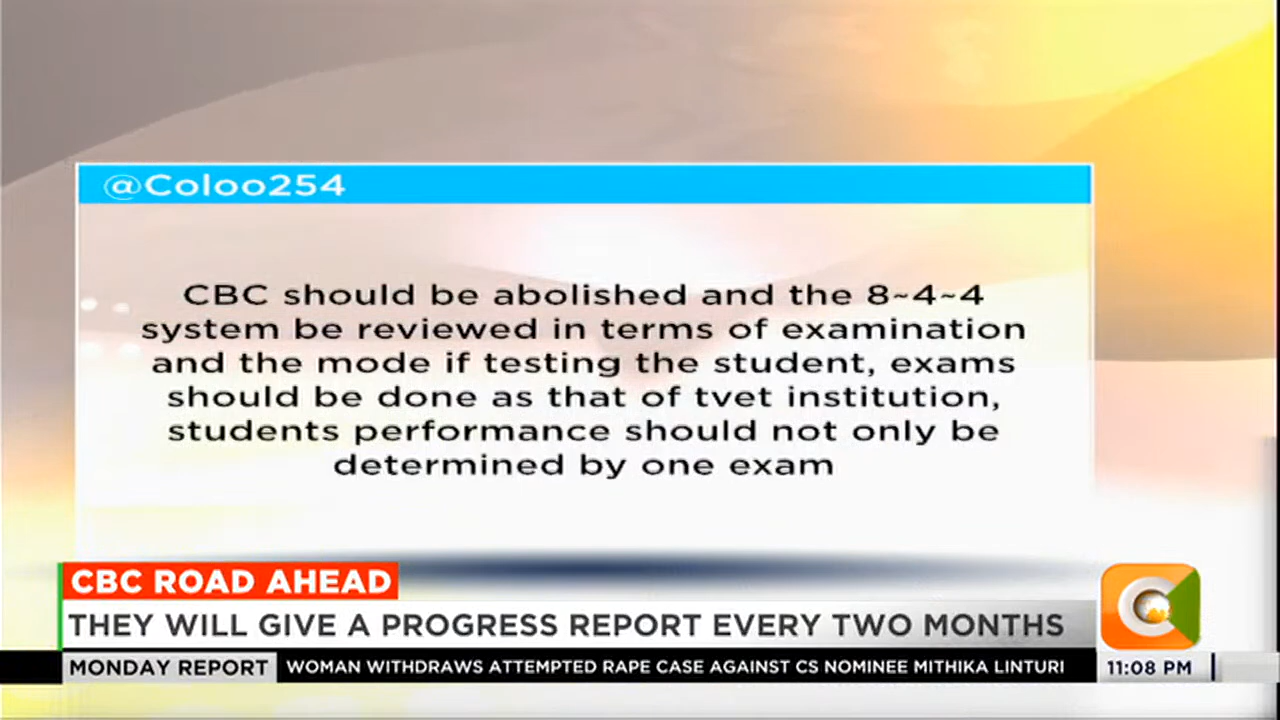 @Coloo254
CBC should be abolished and the 8~4~4
system be reviewed in terms of examination
and the mode if testing the student, exams
should be done as that of tvet institution,
students performance should not only be
determined by one exam
CBC ROAD AHEAD
THEY WILL GIVE A PROGRESS REPORT EVERY TWO MONTHS
MONDAY REPORT
WOMAN WITHDRAWS ATTEMPTED RAPE CASE AGAINST CS NOMINEE MITHIKA LINTURI
11:08 PM